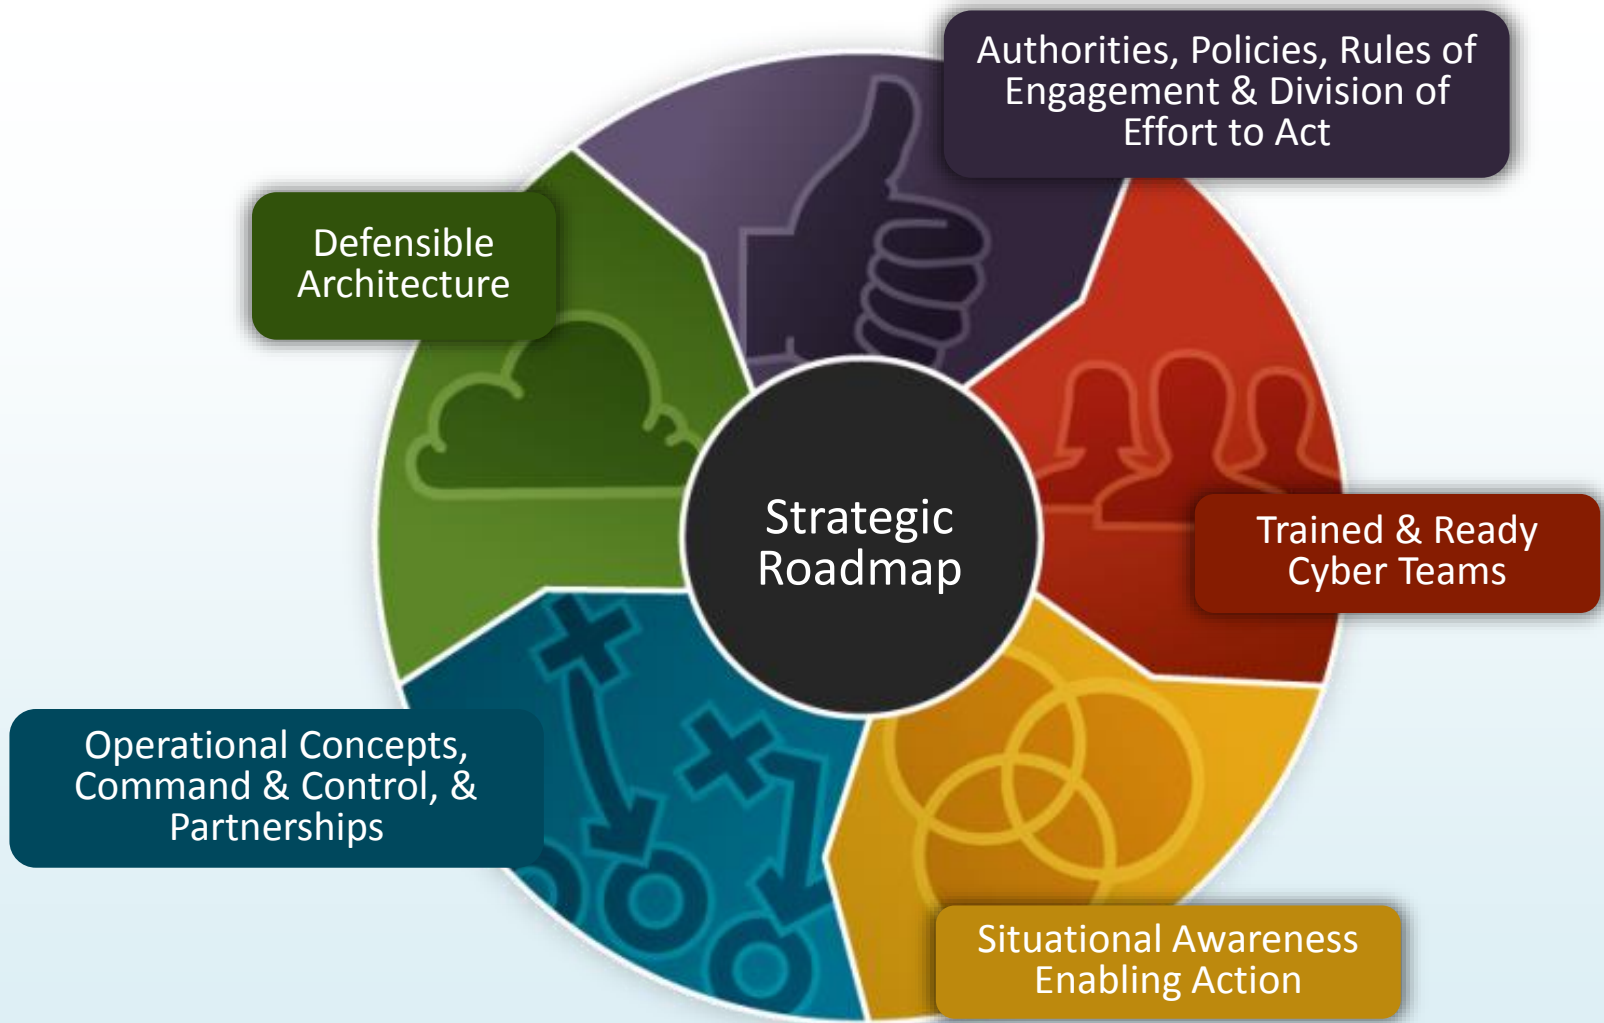 Authorities, Policies, Rules of
Engagement & Division of
Effort to Act
Defensible
Architecture
Strategic
Roadmap
Trained & Ready
Cyber Teams
Operational Concepts,
Command & Control, &
Partnerships
Situational Awareness
Enabling Action